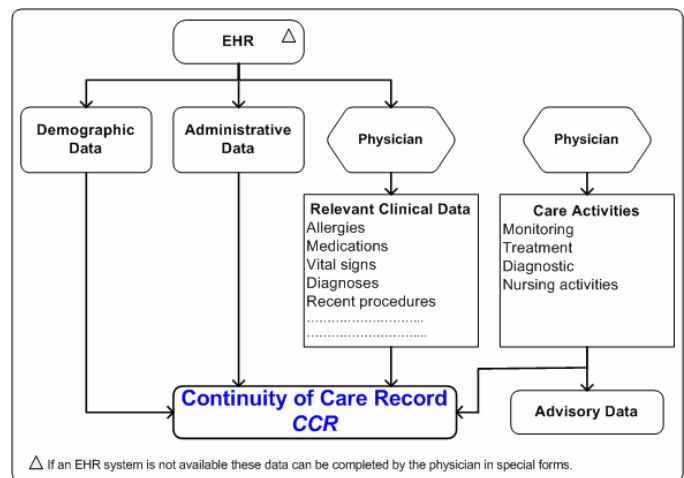 EHR
Demographic
Data
Administrative
Data
Physician
Physician
Relevant Clinical Data
Allergies
Medications
Vital signs
Diagnoses
Recent procedures
...........................
............................
Care Activities
Monitoring
Treatment
Diagnostic
Nursing activities
Continuity of Care Record
CCR
Advisory Data
If an EHR system is not available these data can be completed by the physician in special forms.